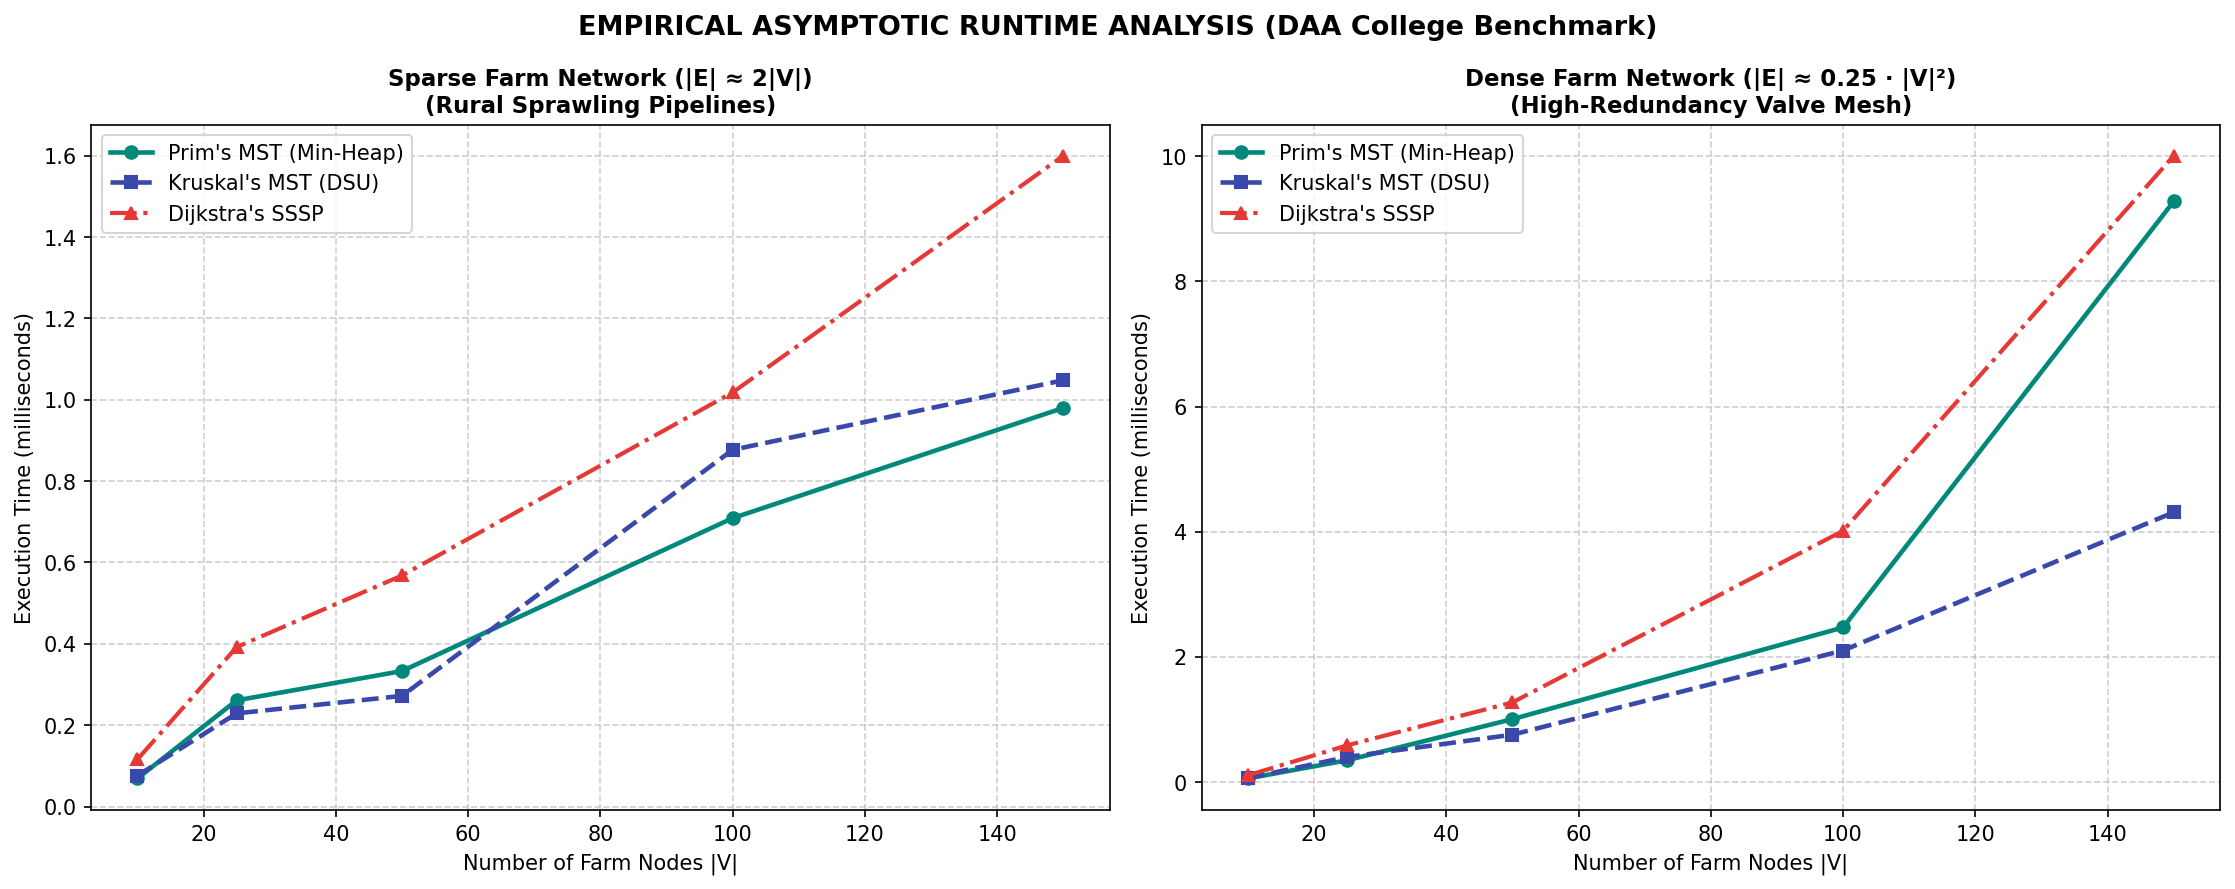 EMPIRICAL ASYMPTOTIC RUNTIME ANALYSIS (DAA College Benchmark)
Sparse Farm Network (|E| ≈ 2|V|)
(Rural Sprawling Pipelines)
Prim's MST (Min-Heap)
Kruskal's MST (DSU)
Dijkstra's SSSP
Execution Time (milliseconds)
1.6
1.4
1.2
1.0
0.8
0.6
0.4
0.2
0.0
20 40 60 80 100 120 140
Number of Farm Nodes |V|
Dense Farm Network (|E| ≈ 0.25 · |V|²)
(High-Redundancy Valve Mesh)
Prim's MST (Min-Heap)
Kruskal's MST (DSU)
Dijkstra's SSSP
Execution Time (milliseconds)
10
8
6
4
2
0
20 40 60 80 100 120 140
Number of Farm Nodes |V|